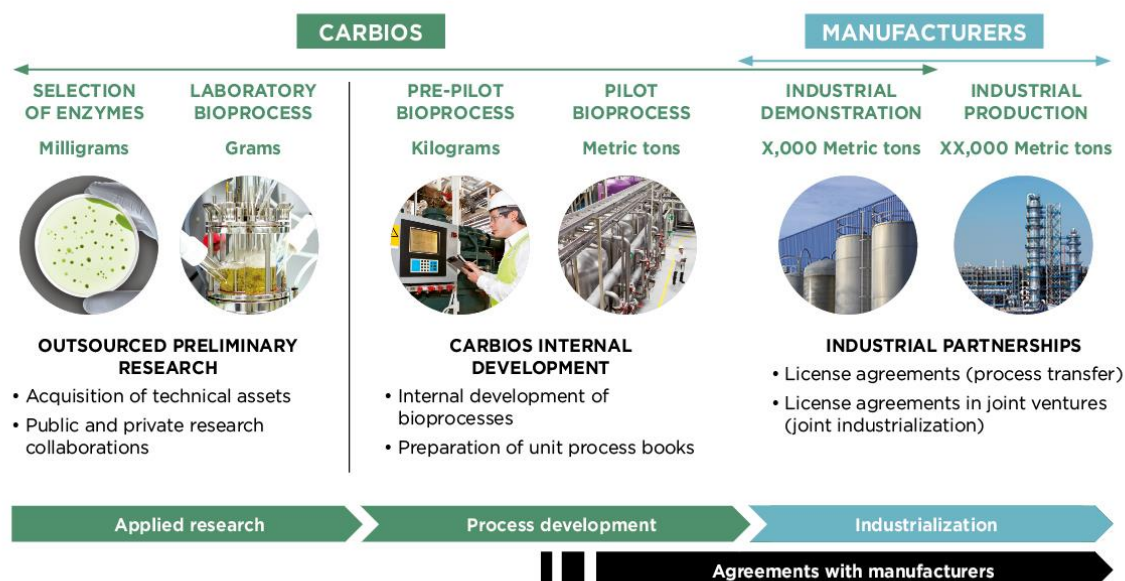 CARBIOS
MANUFACTURERS
SELECTION
OF ENZYMES
Milligrams
LABORATORY
BIOPROCESS
Grams
PRE-PILOT
BIOPROCESS
Kilograms
PILOT
BIOPROCESS
Metric tons
INDUSTRIAL
DEMONSTRATION
X,000 Metric tons
INDUSTRIAL
PRODUCTION
XX,000 Metric tons
OUTSOURCED PRELIMINARY
RESEARCH
• Acquisition of technical assets
• Public and private research
collaborations
CARBIOS INTERNAL
DEVELOPMENT
• Internal development of
bioprocesses
• Preparation of unit process books
INDUSTRIAL PARTNERSHIPS
• License agreements (process transfer)
• License agreements in joint ventures
(joint industrialization)
Applied research
Process development
Industrialization
Agreements with manufacturers